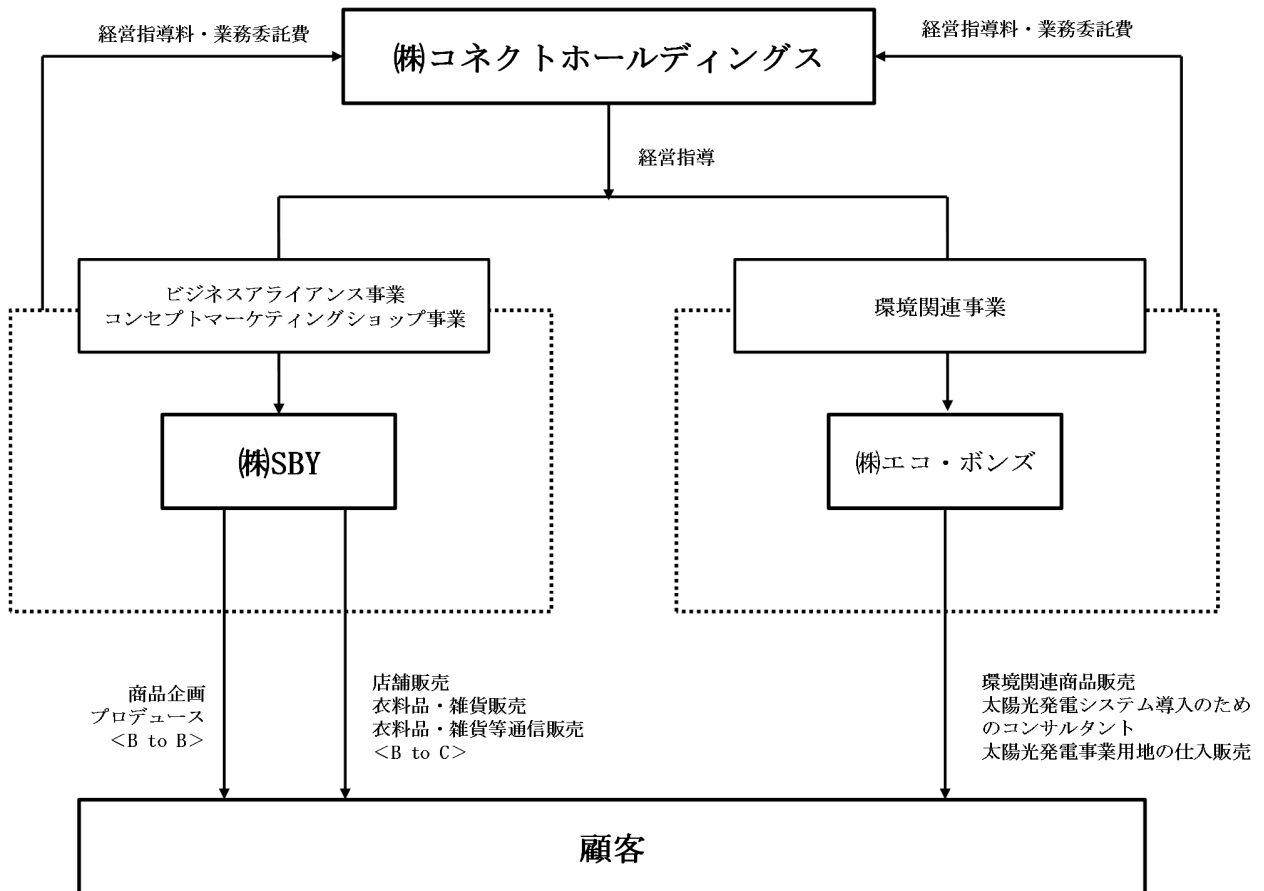 経営指導料・業務委託費
㈱コネクトホールディングス
経営指導料・業務委託費
経営指導
ビジネスアライアンス事業
コンセプトマーケティングショップ事業
環境関連事業
㈱SBY
㈱エコ・ボンズ
商品企画
プロデュース
＜B to B＞
店舗販売
衣料品・雑貨販売
衣料品・雑貨等通信販売
＜B to C＞
環境関連商品販売
太陽光発電システム導入のため
のコンサルタント
太陽光発電事業用地の仕入販売
顧客